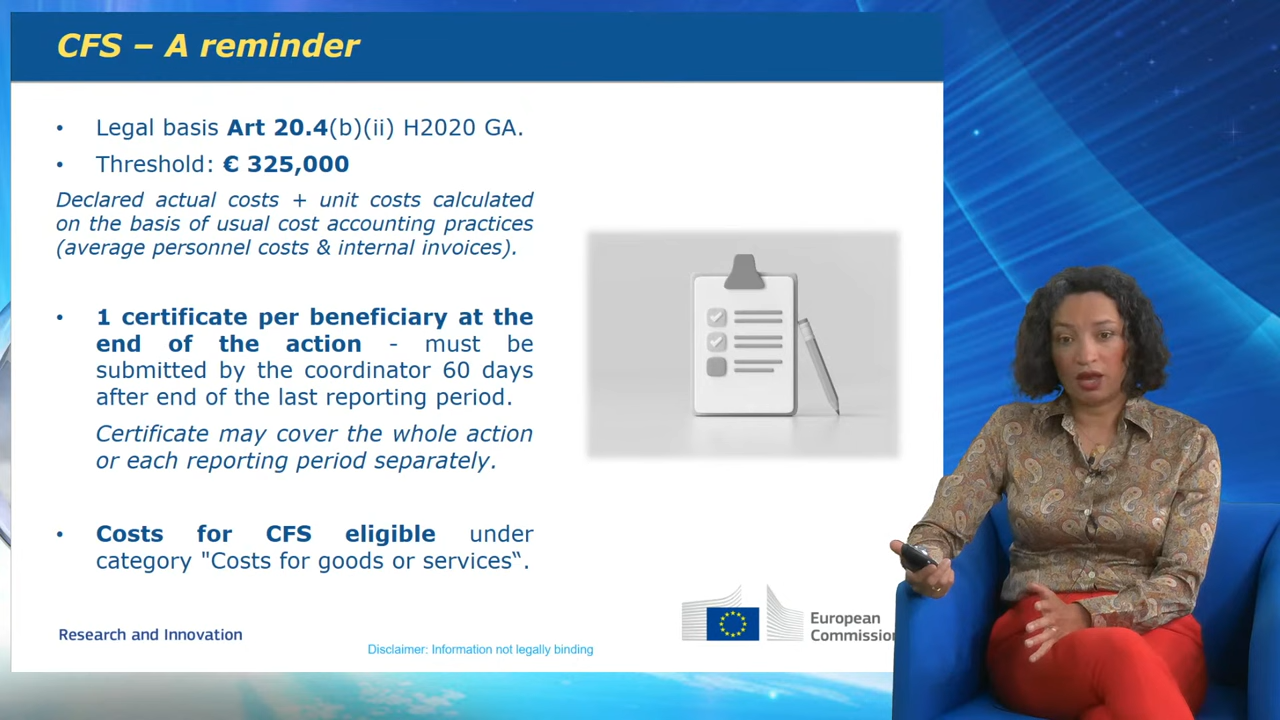 CFS – A reminder
• Legal basis Art 20.4(b)(ii) H2020 GA.
• Threshold: € 325,000
Declared actual costs + unit costs calculated
on the basis of usual cost accounting practices
(average personnel costs & internal invoices).
• 1 certificate per beneficiary at the
end of the action - must be
submitted by the coordinator 60 days
after end of the last reporting period.
Certificate may cover the whole action
or each reporting period separately.
• Costs for CFS eligible under
category "Costs for goods or services“.
Research and Innovation
Disclaimer: Information not legally binding
European
Commission